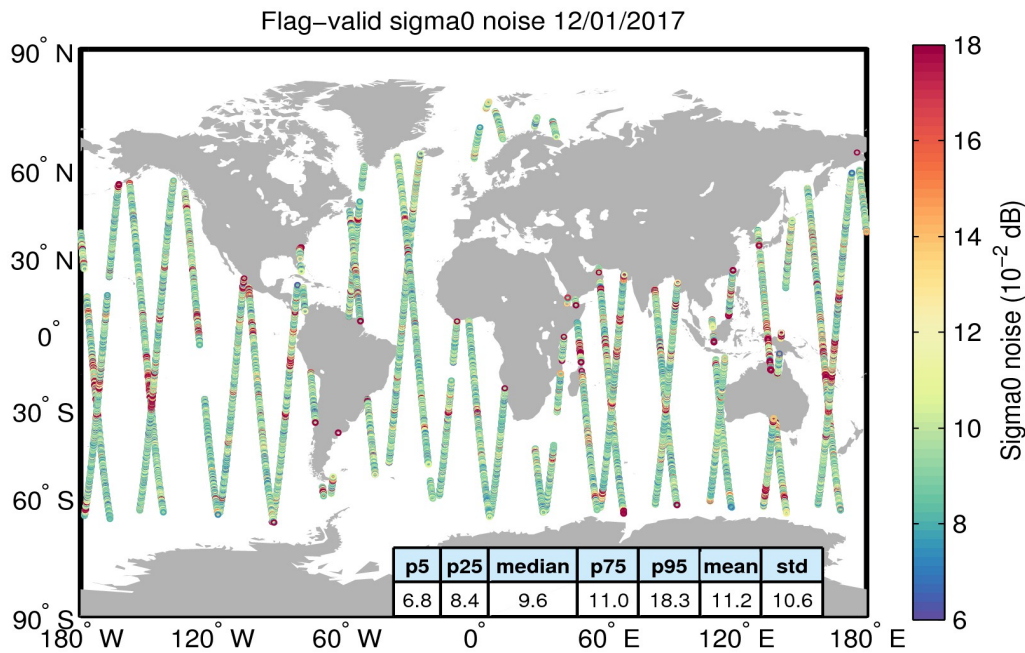 Flag−valid sigma0 noise 12/01/2017
90° N
60° N
30° N
0°
30° S
60° S
90° S
180° W
120° W
60° W
0°
60° E
120° E
180° E
p5 p25 median p75 p95 mean std
6.8 8.4 9.6 11.0 18.3 11.2 10.6
18
16
14
12
10
8
6
Sigma0 noise (10⁻² dB)